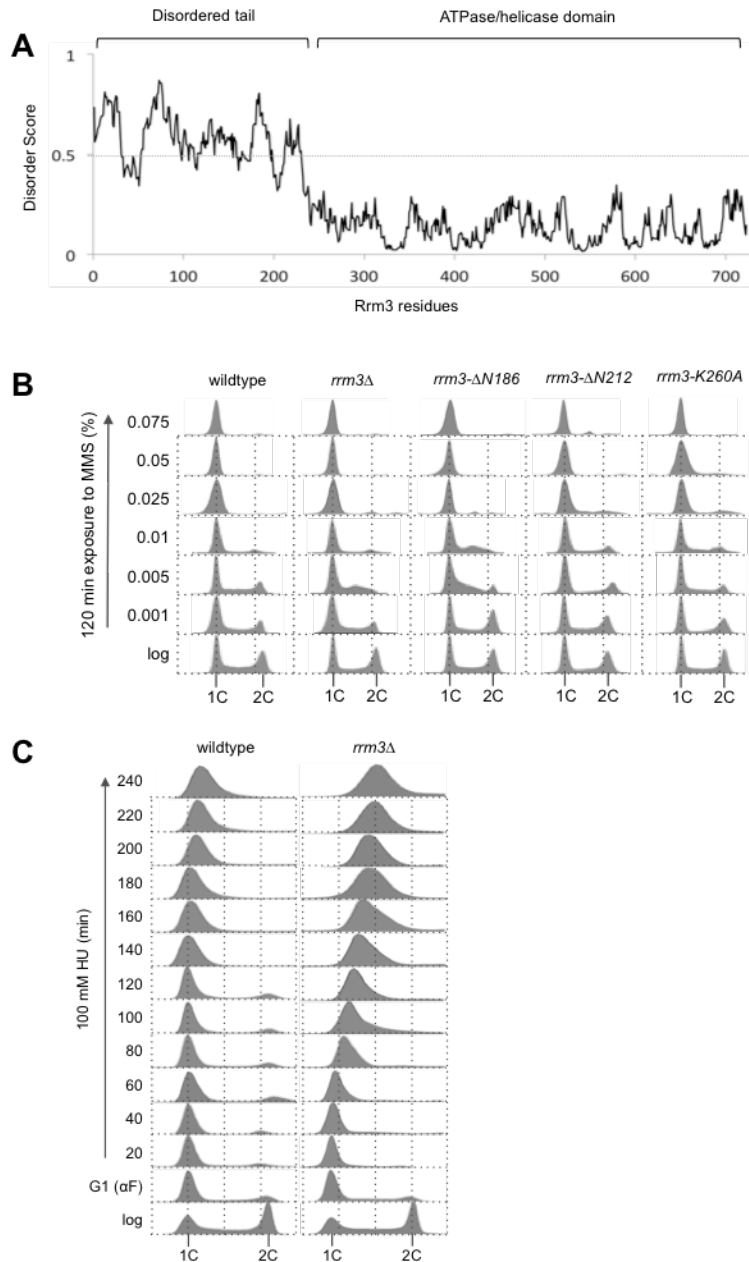 Disordered tail ATPase/helicase domain
A
1
0.5
0
Disorder Score
0 100 200 300 400 500 600 700
Rrm3 residues
B
wildtype rrm3Δ rrm3-ΔN186 rrm3-ΔN212 rrm3-K260A
120 min exposure to MMS (%)
0.075
0.05
0.025
0.01
0.005
0.001
log
1C 2C 1C 2C 1C 2C 1C 2C 1C 2C
C
wildtype rrm3Δ
100 mM HU (min)
240
220
200
180
160
140
120
100
80
60
40
20
G1 (αF)
log
1C 2C 1C 2C